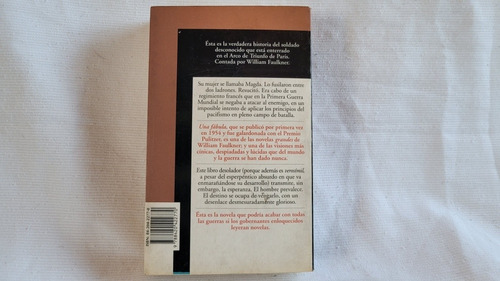 Ésta es la verdadera historia del soldado
desconocido que está enterrado
en el Arco de Triunfo de París.
Contada por William Faulkner.
Su mujer se llamaba Magda. Lo fusilaron entre
dos ladrones. Resucitó. Era cabo de un
regimiento francés que en la Primera Guerra
Mundial se negaba a atacar al enemigo, en un
imposible intento de aplicar los principios del
pacifismo en pleno campo de batalla.
Una fábula, que se publicó por primera vez
en 1954 y fue galardonada con el Premio
Pulitzer, es una de las novelas grandes de
William Faulkner; y una de las visiones más
cínicas, despiadadas y lúcidas que del mundo
y la guerra se han dado nunca.
Este libro desolador (porque además es terminal,
a pesar del esperpéntico absurdo en que va
enmarañándose su desarrollo) transmite, sin
embargo, la esperanza. El hombre prevalece.
El destino se ocupa de vengarlo, con un
desenlace desmesuradamente glorioso.
Ésta es la novela que podría acabar con todas
las guerras si los gobernantes enloquecidos
leyeran novelas.